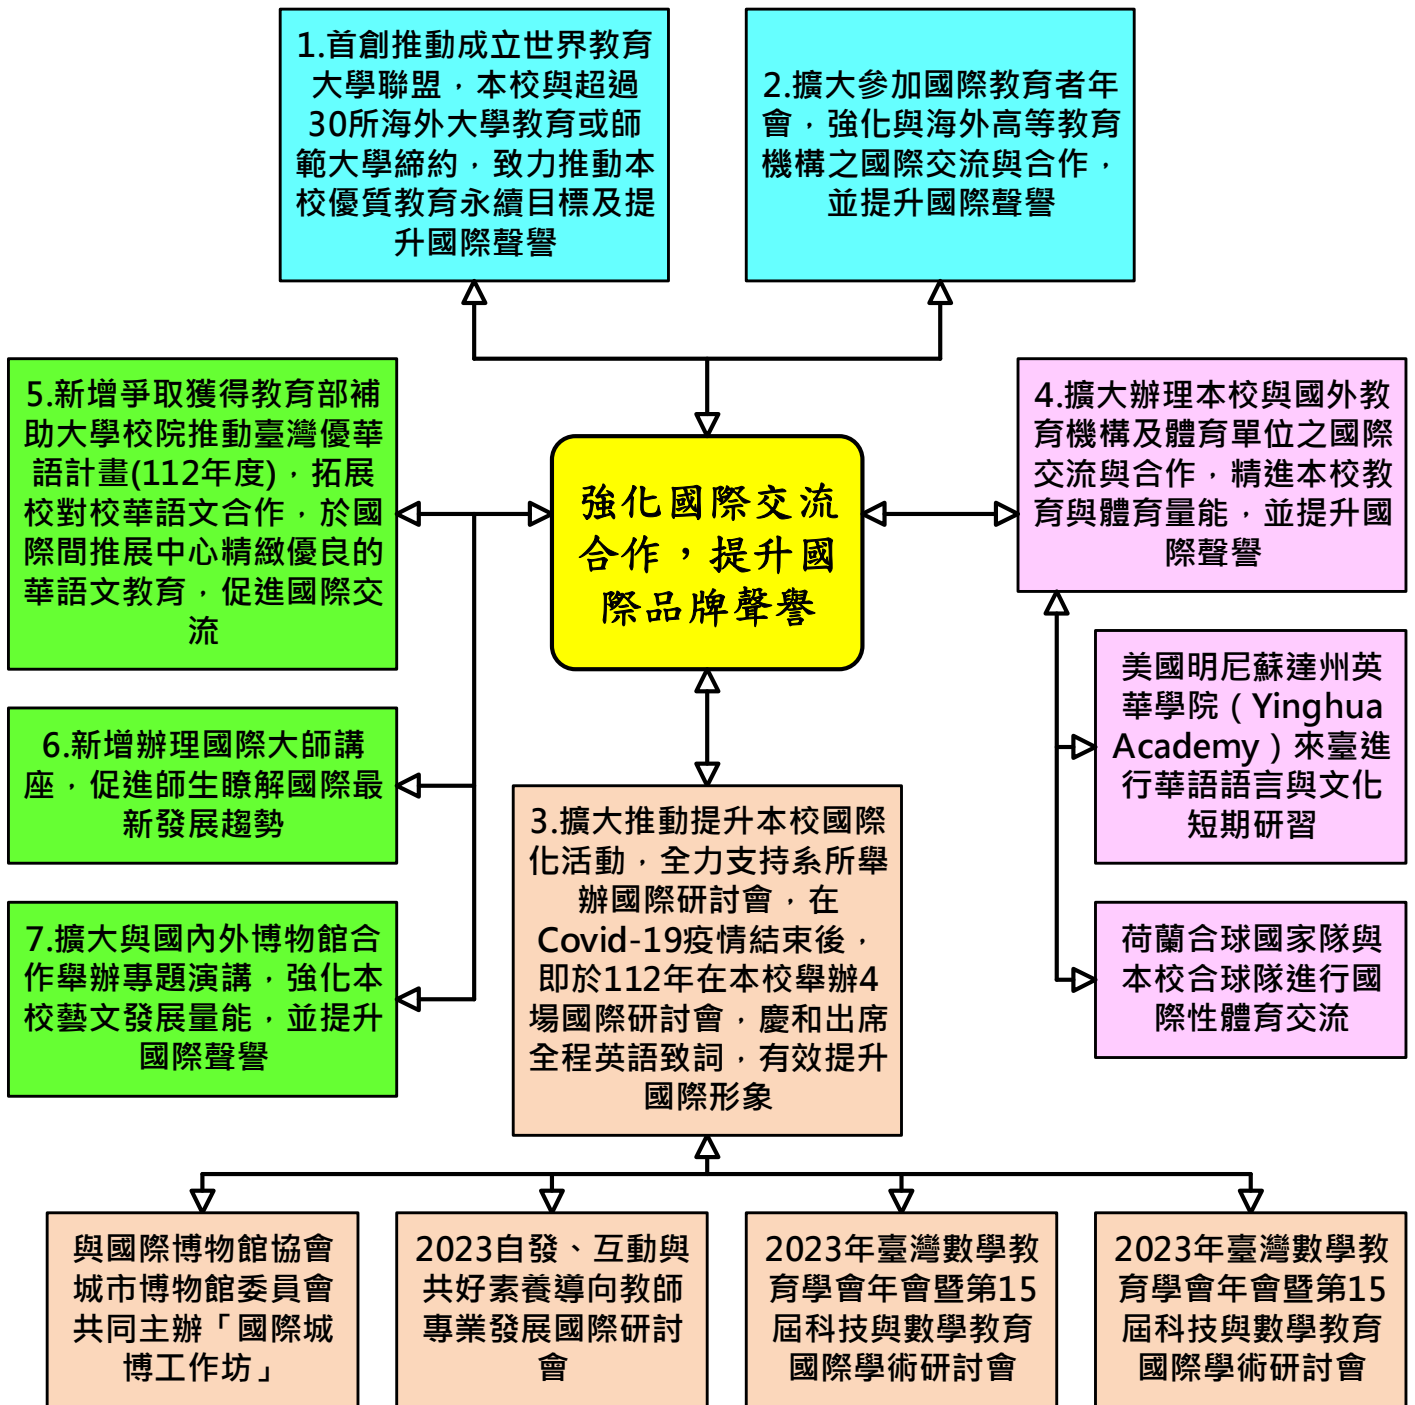 1.首創推動成立世界教育
大學聯盟，本校與超過
30所海外大學教育或師
範大學締約，致力推動本
校優質教育永續目標及提
升國際聲譽
2.擴大參加國際教育者年
會，強化與海外高等教育
機構之國際交流與合作，
並提升國際聲譽
5.新增爭取獲得教育部補
助大學校院推動臺灣優華
語計畫(112年度)，拓展
校對校華語文合作，於國
際間推展中心精緻優良的
華語文教育，促進國際交
流
強化國際交流
合作，提升國
際品牌聲譽
4.擴大辦理本校與國外教
育機構及體育單位之國際
交流與合作，精進本校教
育與體育量能，並提升國
際聲譽
美國明尼蘇達州英
華學院（Yinghua
Academy）來臺進
行華語語言與文化
短期研習
6.新增辦理國際大師講
座，促進師生瞭解國際最
新發展趨勢
3.擴大推動提升本校國際
化活動，全力支持系所舉
辦國際研討會，在
Covid-19疫情結束後，
即於112年在本校舉辦4
場國際研討會，慶和出席
全程英語致詞，有效提升
國際形象
7.擴大與國內外博物館合
作舉辦專題演講，強化本
校藝文發展量能，並提升
國際聲譽
荷蘭合球國家隊與
本校合球隊進行國
際性體育交流
與國際博物館協會
城市博物館委員會
共同主辦「國際城
博工作坊」
2023自發、互動與
共好素養導向教師
專業發展國際研討
會
2023年臺灣數學教
育學會年會暨第15
屆科技與數學教育
國際學術研討會
2023年臺灣數學教
育學會年會暨第15
屆科技與數學教育
國際學術研討會